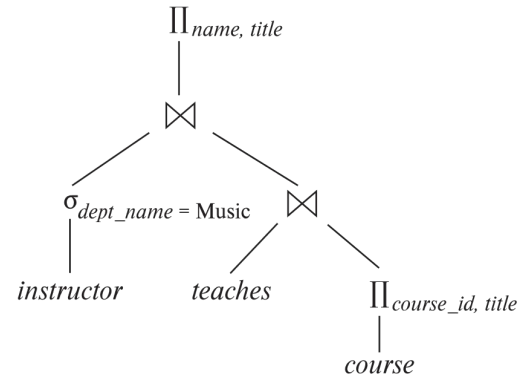 ∏ name, title
⋈
σ dept_name = Music
⋈
instructor
teaches
∏ course_id, title
course